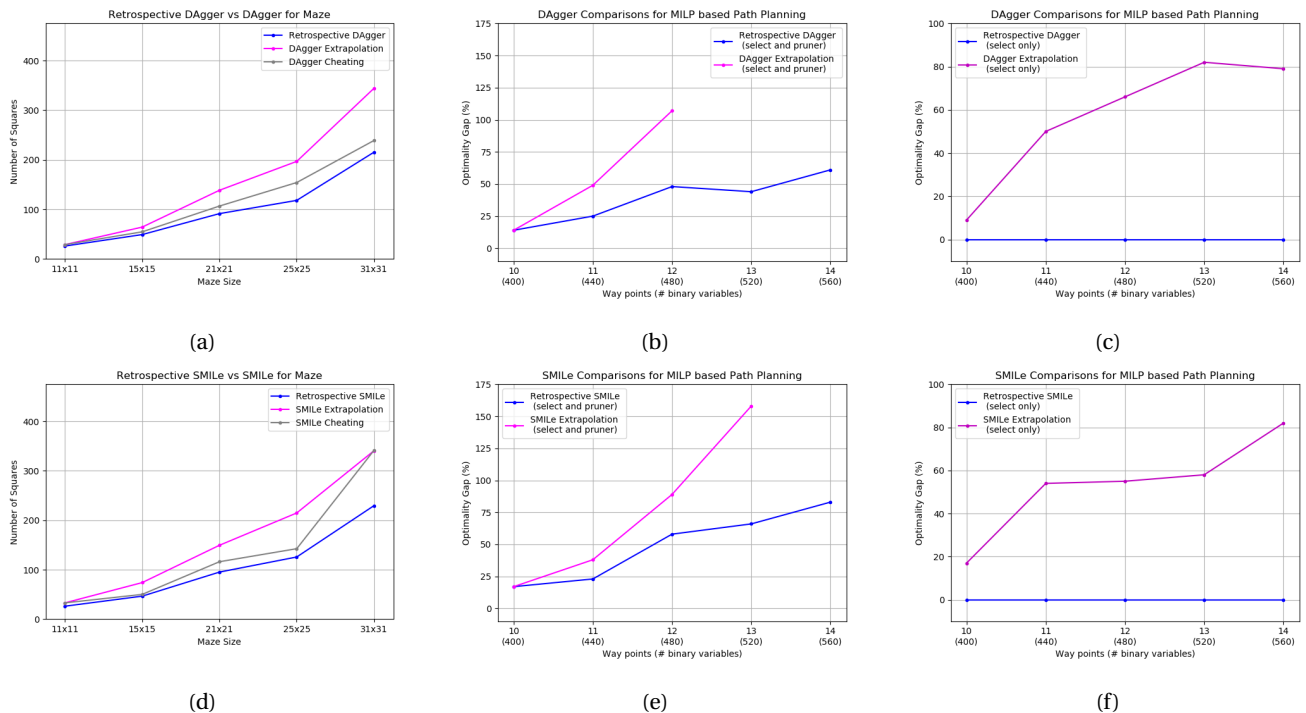 Retrospective DAgger vs DAgger for Maze
Number of Squares
400
300
200
100
0
Retrospective DAgger
DAgger Extrapolation
DAgger Cheating
11x11 15x15 21x21 25x25 31x31
Maze Size
(a)
DAgger Comparisons for MILP based Path Planning
Optimality Gap (%)
175
150
125
100
75
50
25
0
Retrospective DAgger
(select and pruner)
DAgger Extrapolation
(select and pruner)
10 11 12 13 14
(400) (440) (480) (520) (560)
Way points (# binary variables)
(b)
DAgger Comparisons for MILP based Path Planning
Optimality Gap (%)
100
80
60
40
20
0
Retrospective DAgger
(select only)
DAgger Extrapolation
(select only)
10 11 12 13 14
(400) (440) (480) (520) (560)
Way points (# binary variables)
(c)
Retrospective SMILe vs SMILe for Maze
Number of Squares
400
300
200
100
0
Retrospective SMILe
SMILe Extrapolation
SMILe Cheating
11x11 15x15 21x21 25x25 31x31
Maze Size
(d)
SMILe Comparisons for MILP based Path Planning
Optimality Gap (%)
175
150
125
100
75
50
25
0
Retrospective SMILe
(select and pruner)
SMILe Extrapolation
(select and pruner)
10 11 12 13 14
(400) (440) (480) (520) (560)
Way points (# binary variables)
(e)
SMILe Comparisons for MILP based Path Planning
Optimality Gap (%)
100
80
60
40
20
0
Retrospective SMILe
(select only)
SMILe Extrapolation
(select only)
10 11 12 13 14
(400) (440) (480) (520) (560)
Way points (# binary variables)
(f)